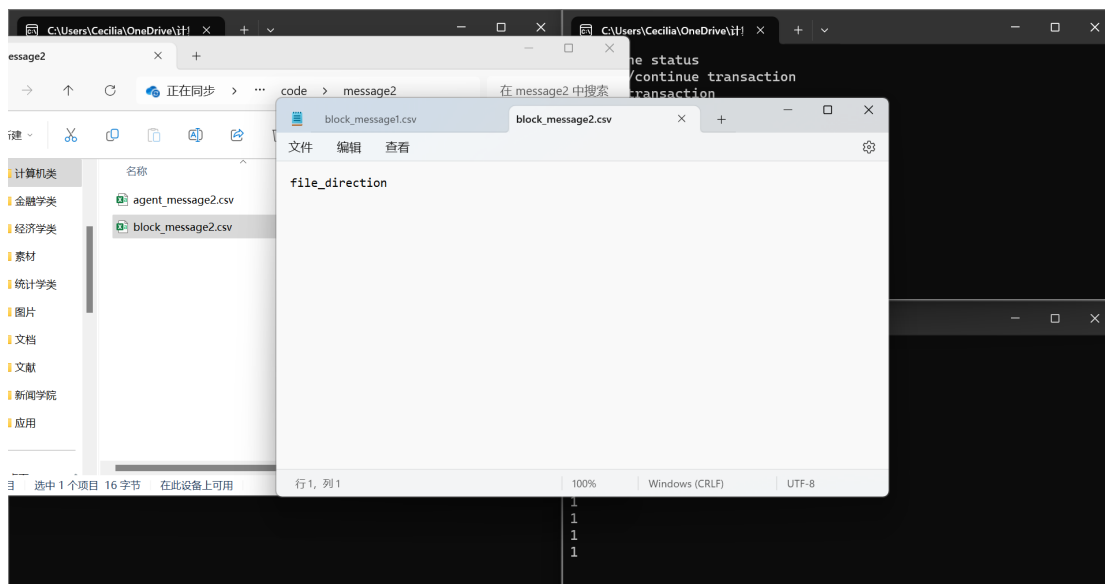 C:\Users\Cecilia\OneDrive\计!
C:\Users\Cecilia\OneDrive\计!
essage2
ne status
/continue transaction
transaction
正在同步 > ··· code > message2
在 message2 中搜索
block_message1.csv
block_message2.csv
建
文件 编辑 查看
计算机类
名称
file_direction
金融学类
agent_message2.csv
经济学类
block_message2.csv
素材
统计学类
图片
文档
文献
新闻学院
应用
目 选中 1 个项目 16 字节 在此设备上可用
行 1, 列 1
100%
Windows (CRLF)
UTF-8
1
1
1
1